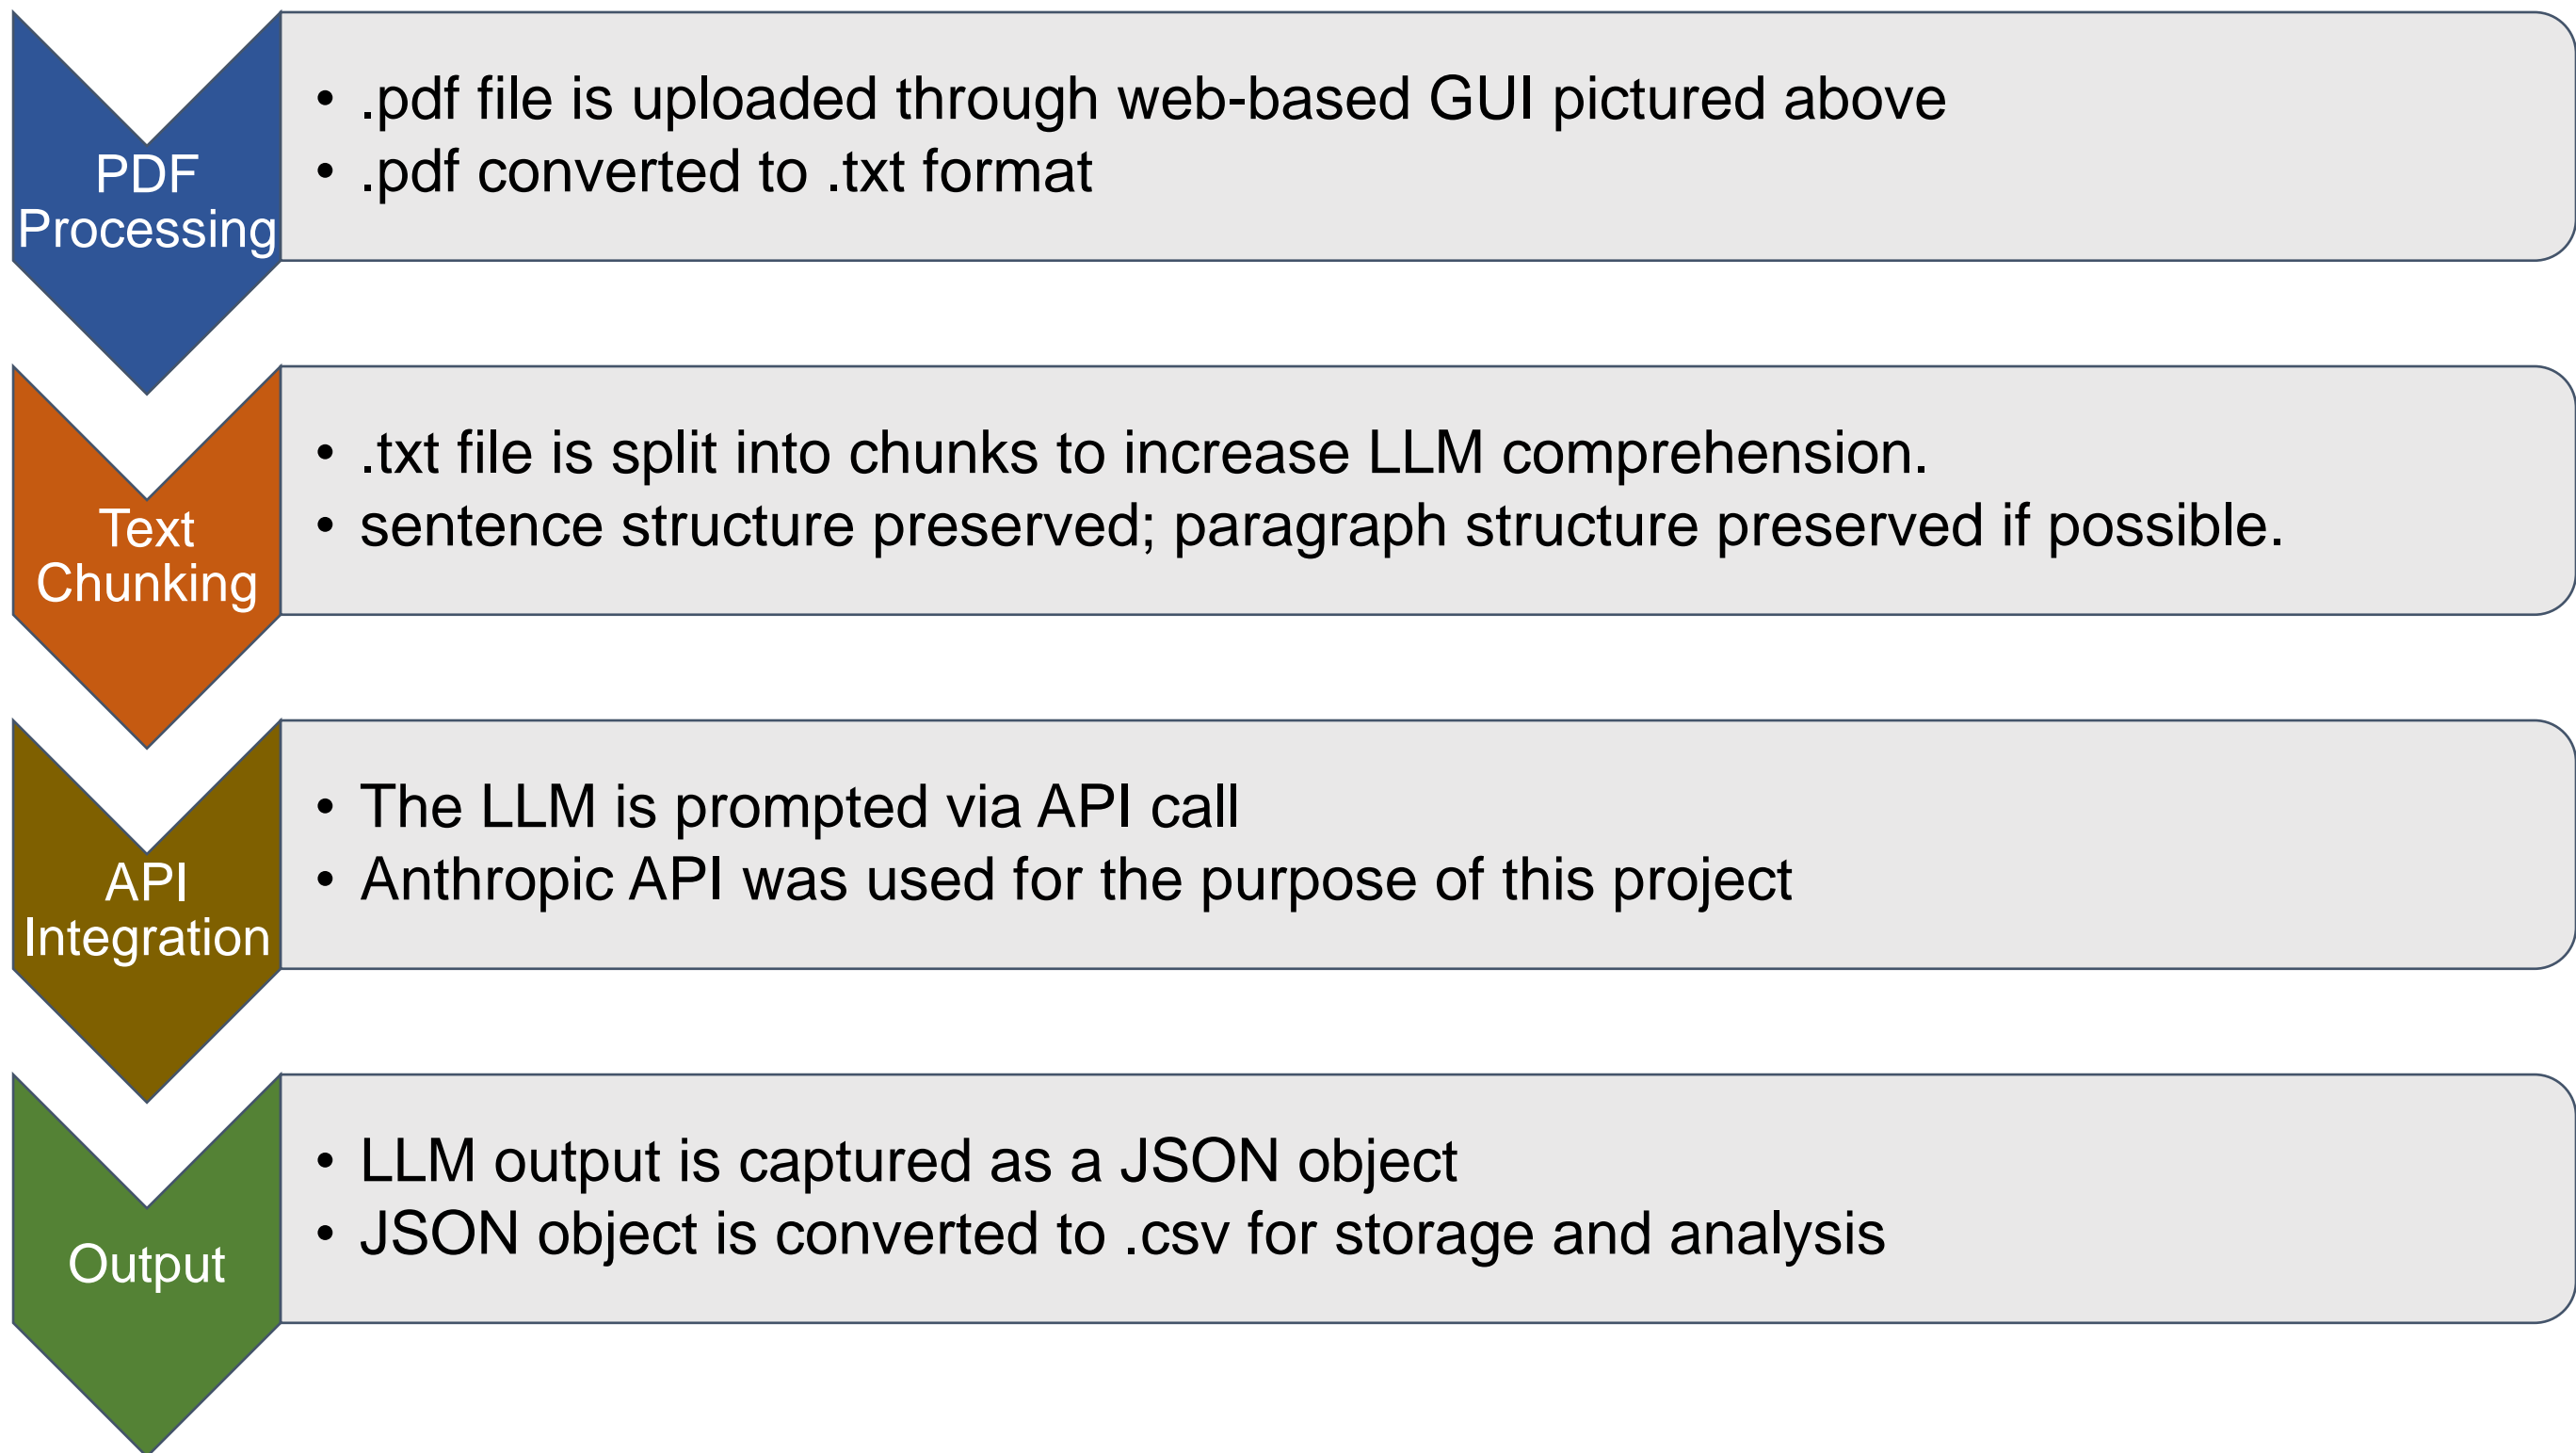 PDF
Processing
• .pdf file is uploaded through web-based GUI pictured above
• .pdf converted to .txt format
Text
Chunking
• .txt file is split into chunks to increase LLM comprehension.
• sentence structure preserved; paragraph structure preserved if possible.
API
Integration
• The LLM is prompted via API call
• Anthropic API was used for the purpose of this project
Output
• LLM output is captured as a JSON object
• JSON object is converted to .csv for storage and analysis